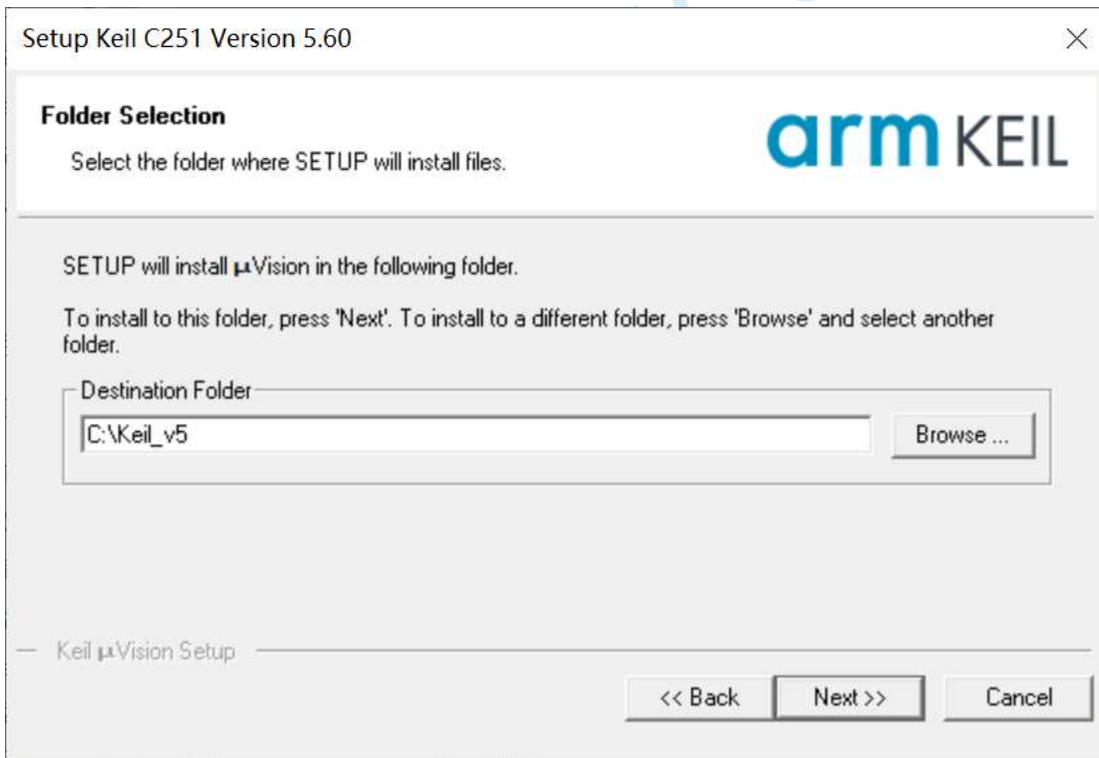 Setup Keil C251 Version 5.60
Folder Selection
Select the folder where SETUP will install files.
arm KEIL
SETUP will install µVision in the following folder.
To install to this folder, press 'Next'. To install to a different folder, press 'Browse' and select another
folder.
Destination Folder
C:\Keil_v5
Browse ...
Keil µVision Setup
<< Back
Next >>
Cancel